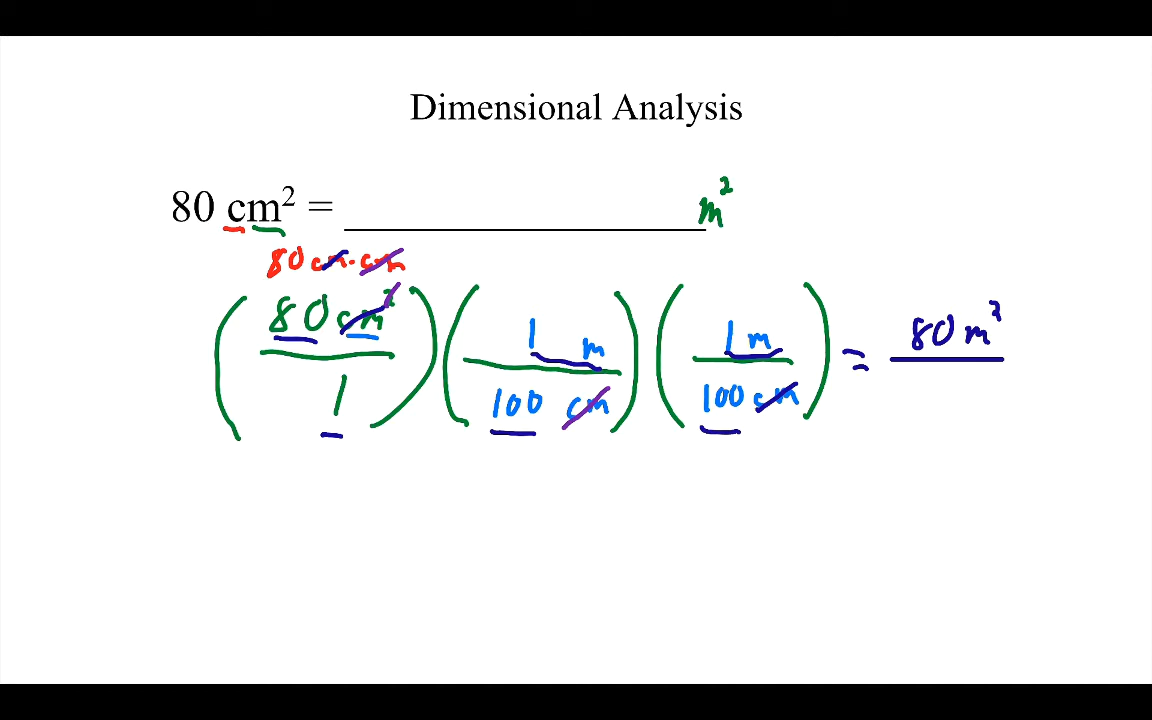 Dimensional Analysis
80 cm² = ____________ m²
80 cm · cm
(80 cm² / 1) (1 m / 100 cm) (1 m / 100 cm) = 80 m² /